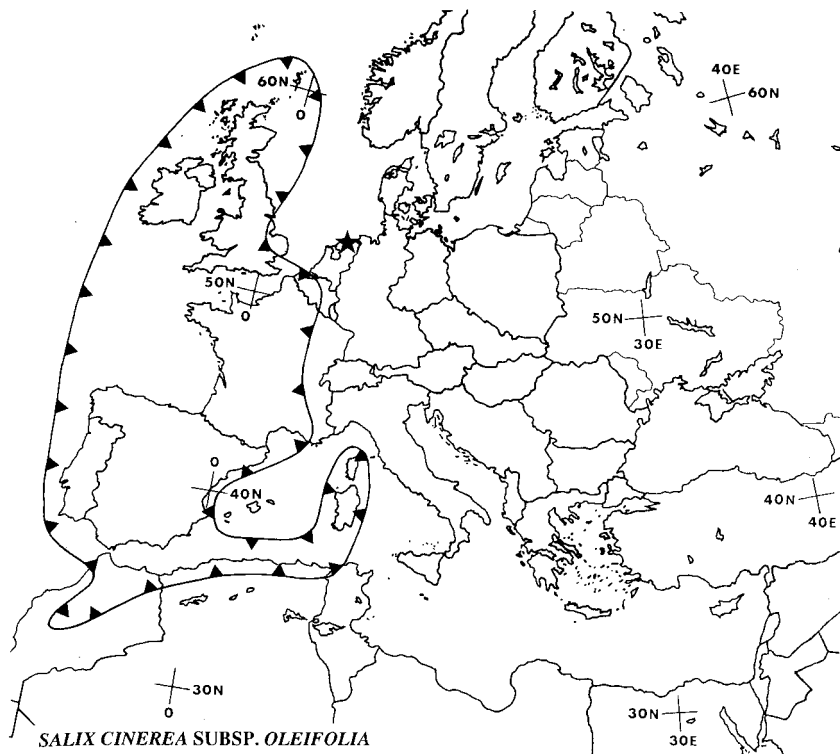 60N
0
40E
60N
50N
0
50N
30E
0
40N
40N
40E
30N
0
30N
30E
SALIX CINEREA SUBSP. OLEIFOLIA